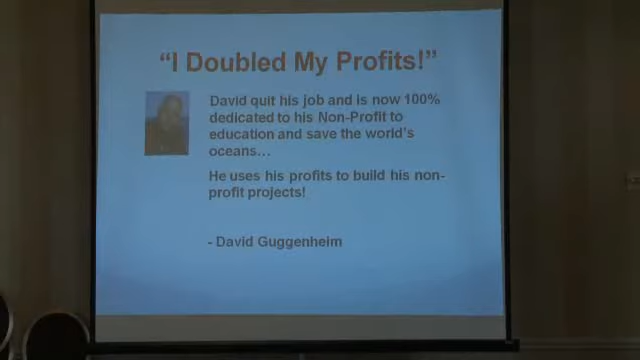 “I Doubled My Profits!”
David quit his job and is now 100%
dedicated to his Non-Profit to
education and save the world's
oceans...
He uses his profits to build his non-
profit projects!
- David Guggenheim